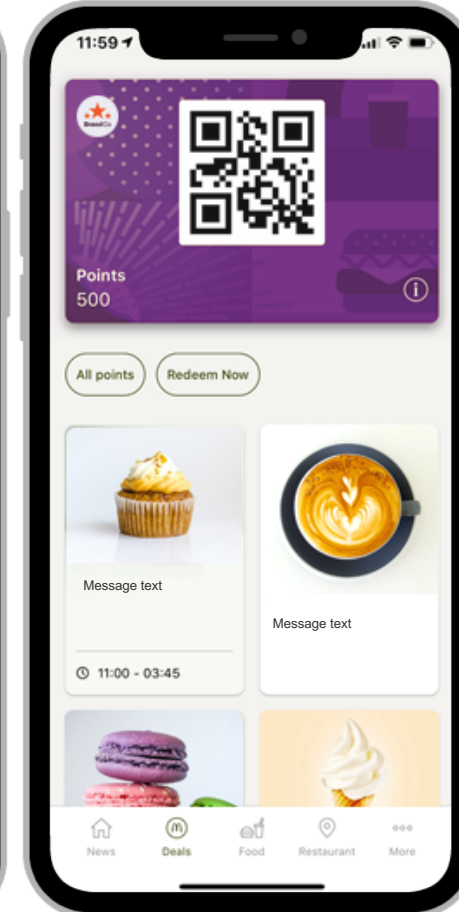 11:59
BrandCo
Points
500
All points
Redeem Now
Message text
Message text
11:00 - 03:45
News
Deals
Food
Restaurant
More